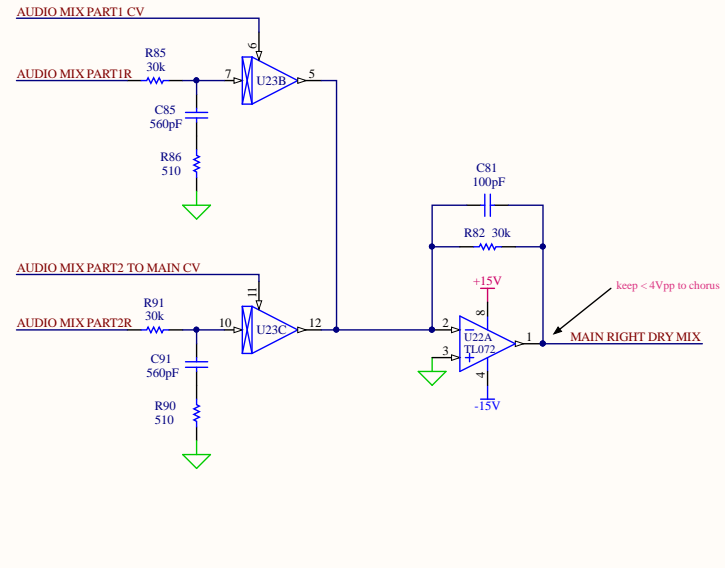 AUDIO MIX PART1 CV
6
R85
30k
AUDIO MIX PART1R
7
U23B
5
C85
560pF
R86
510
C81
100pF
R82 30k
AUDIO MIX PART2 TO MAIN CV
11
+15V
keep < 4Vpp to chorus
R91
30k
AUDIO MIX PART2R
10
U23C
12
2
8
U22A
TL072
1
MAIN RIGHT DRY MIX
3
4
-15V
C91
560pF
R90
510